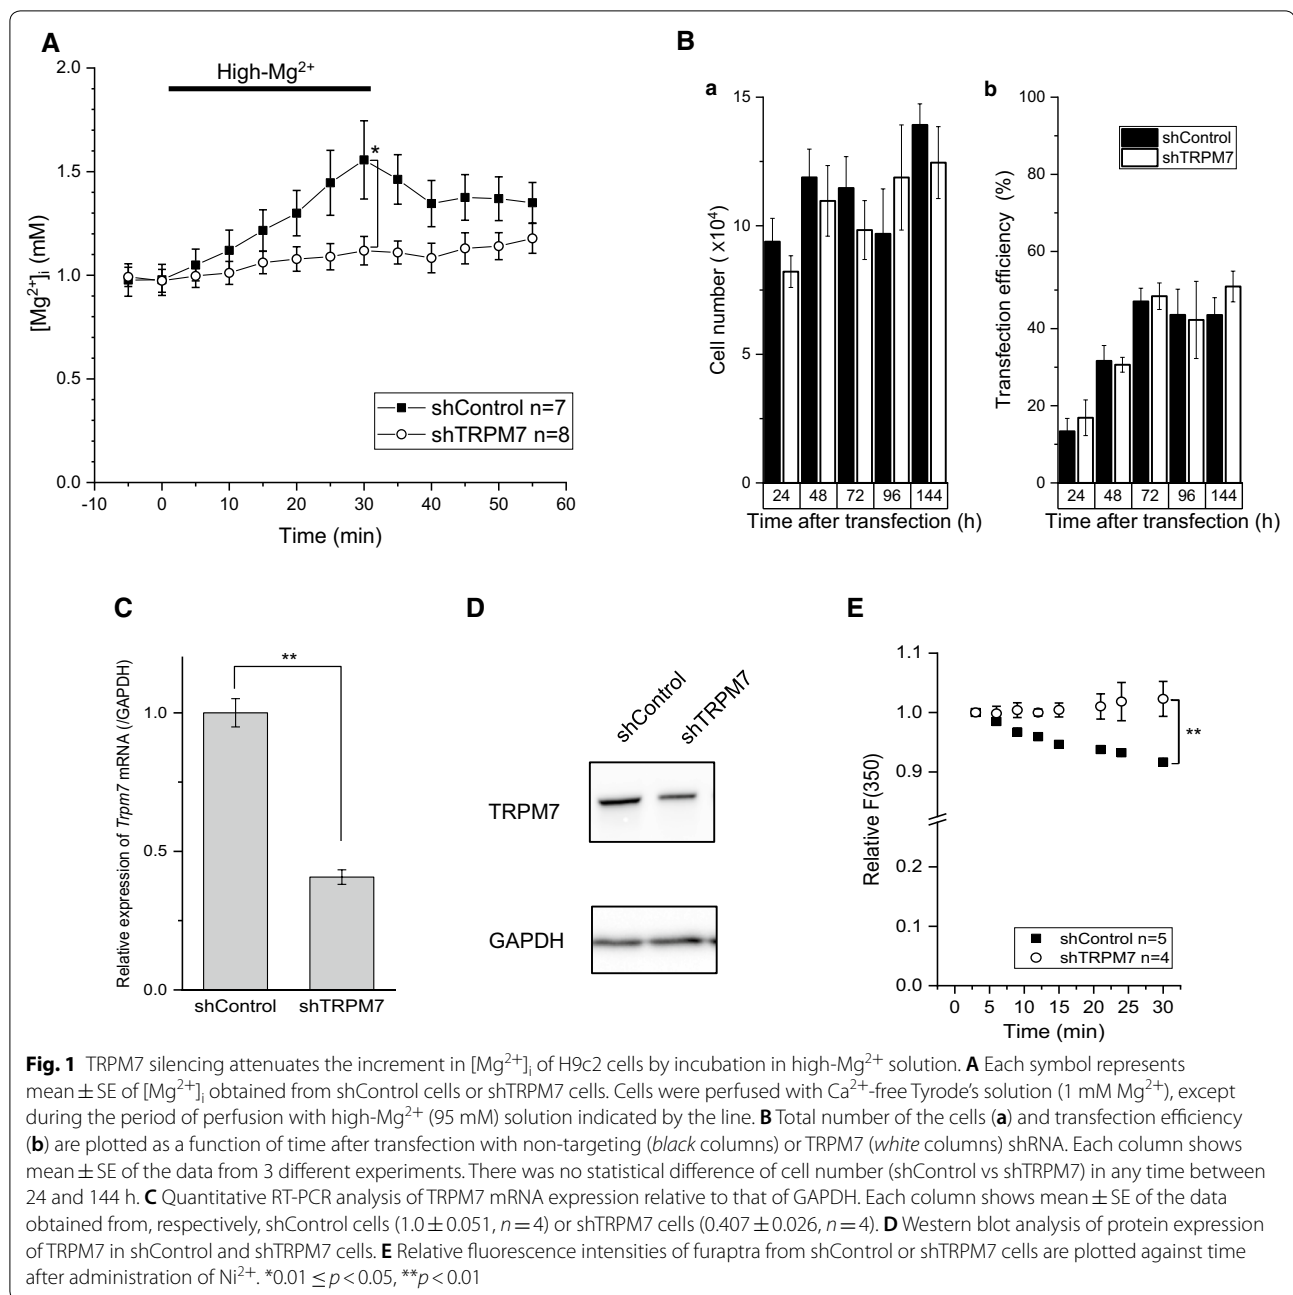 A
High-Mg²⁺
2.0
1.5
1.0
0.5
0.0
[Mg²⁺]ᵢ (mM)
*
shControl n=7
shTRPM7 n=8
-10 0 10 20 30 40 50 60
Time (min)
B
a
15
10
5
0
Cell number ( x10⁴)
24 48 72 96 144
Time after transfection (h)
b
100
80
60
40
20
0
Transfection efficiency (%)
shControl
shTRPM7
24 48 72 96 144
Time after transfection (h)
C
Relative expression of Trpm7 mRNA (/GAPDH)
**
1.0
0.5
0.0
shControl shTRPM7
D
shControl
shTRPM7
TRPM7
GAPDH
E
1.1
1.0
0.9
0.2
0.1
0.0
Relative F(350)
**
shControl n=5
shTRPM7 n=4
0 5 10 15 20 25 30
Time (min)
Fig. 1 TRPM7 silencing attenuates the increment in [Mg²⁺]ᵢ of H9c2 cells by incubation in high-Mg²⁺ solution. A Each symbol represents
mean ± SE of [Mg²⁺]ᵢ obtained from shControl cells or shTRPM7 cells. Cells were perfused with Ca²⁺-free Tyrode’s solution (1 mM Mg²⁺), except
during the period of perfusion with high-Mg²⁺ (95 mM) solution indicated by the line. B Total number of the cells (a) and transfection efficiency
(b) are plotted as a function of time after transfection with non-targeting (black columns) or TRPM7 (white columns) shRNA. Each column shows
mean ± SE of the data from 3 different experiments. There was no statistical difference of cell number (shControl vs shTRPM7) in any time between
24 and 144 h. C Quantitative RT-PCR analysis of TRPM7 mRNA expression relative to that of GAPDH. Each column shows mean ± SE of the data
obtained from, respectively, shControl cells (1.0 ± 0.051, n = 4) or shTRPM7 cells (0.407 ± 0.026, n = 4). D Western blot analysis of protein expression
of TRPM7 in shControl and shTRPM7 cells. E Relative fluorescence intensities of furaptra from shControl or shTRPM7 cells are plotted against time
after administration of Ni²⁺. *0.01 ≤ p < 0.05, **p < 0.01